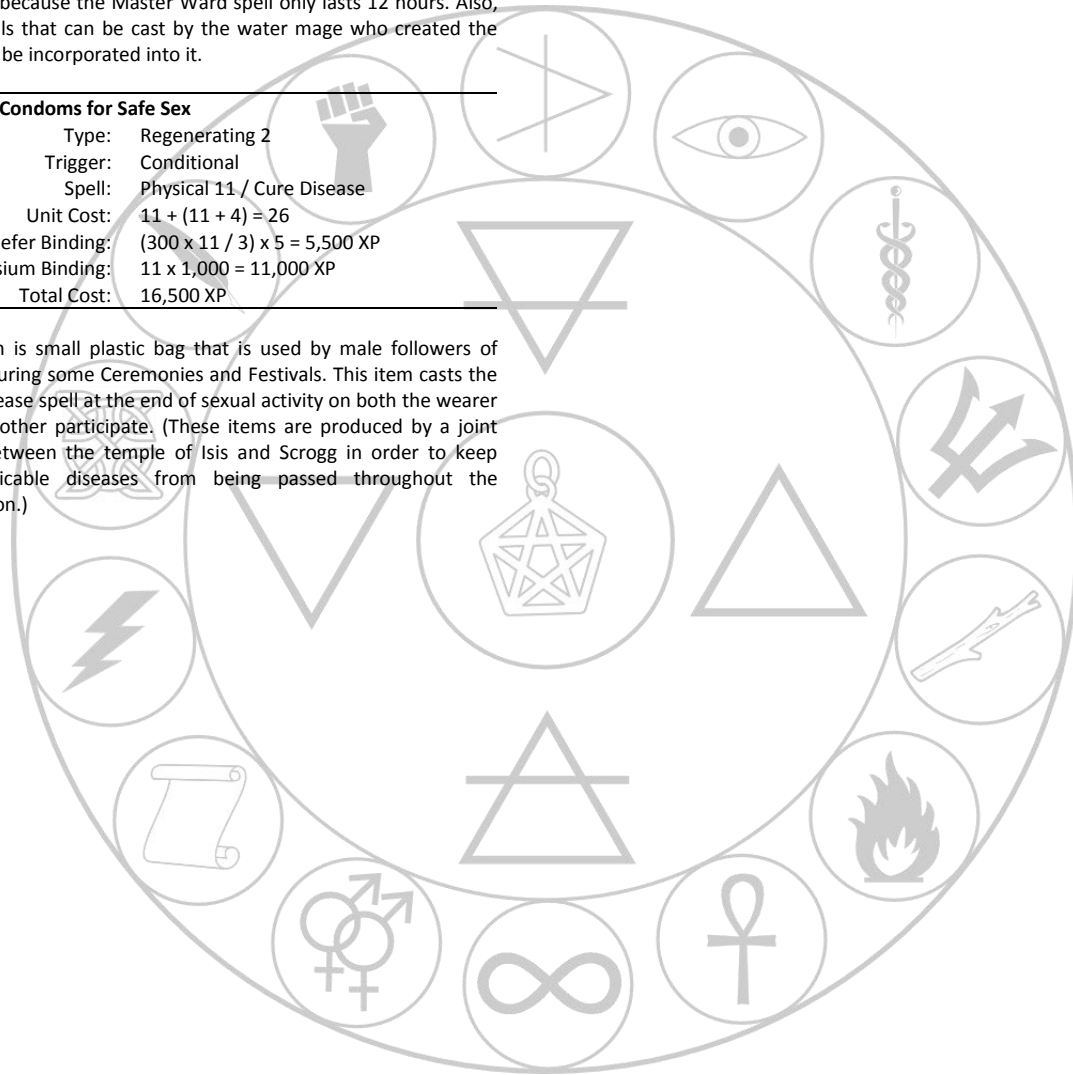 because the Master Ward spell only lasts 12 hours. Also,
ls that can be cast by the water mage who created the
be incorporated into it.
Condoms for Safe Sex
Type: Regenerating 2
Trigger: Conditional
Spell: Physical 11 / Cure Disease
Unit Cost: 11 + (11 + 4) = 26
efer Binding: (300 x 11 / 3) x 5 = 5,500 XP
sium Binding: 11 x 1,000 = 11,000 XP
Total Cost: 16,500 XP
is small plastic bag that is used by male followers of
uring some Ceremonies and Festivals. This item casts the
ease spell at the end of sexual activity on both the wearer
other participate. (These items are produced by a joint
etween the temple of Isis and Scrogg in order to keep
icable diseases from being passed throughout the
on.)